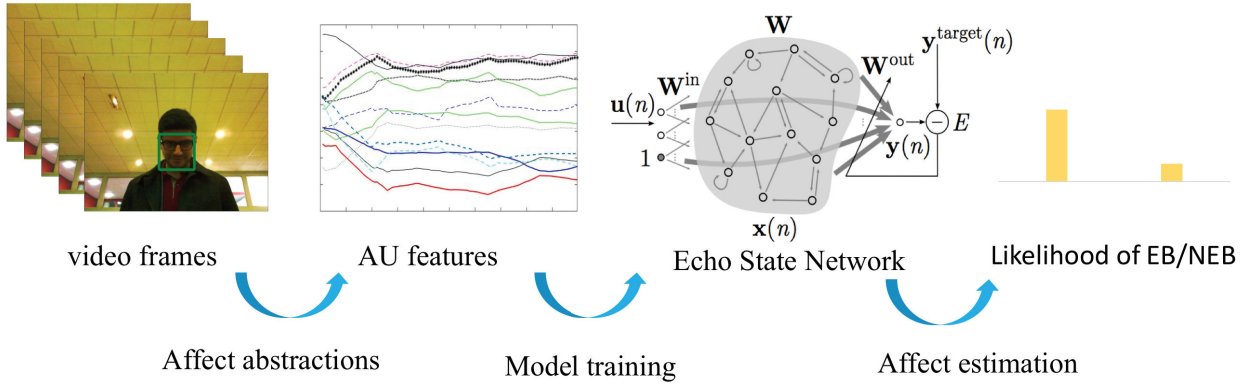 W
y^target(n)
W^in
W^out
u(n)
E
y(n)
1
x(n)
video frames
AU features
Echo State Network
Likelihood of EB/NEB
Affect abstractions
Model training
Affect estimation